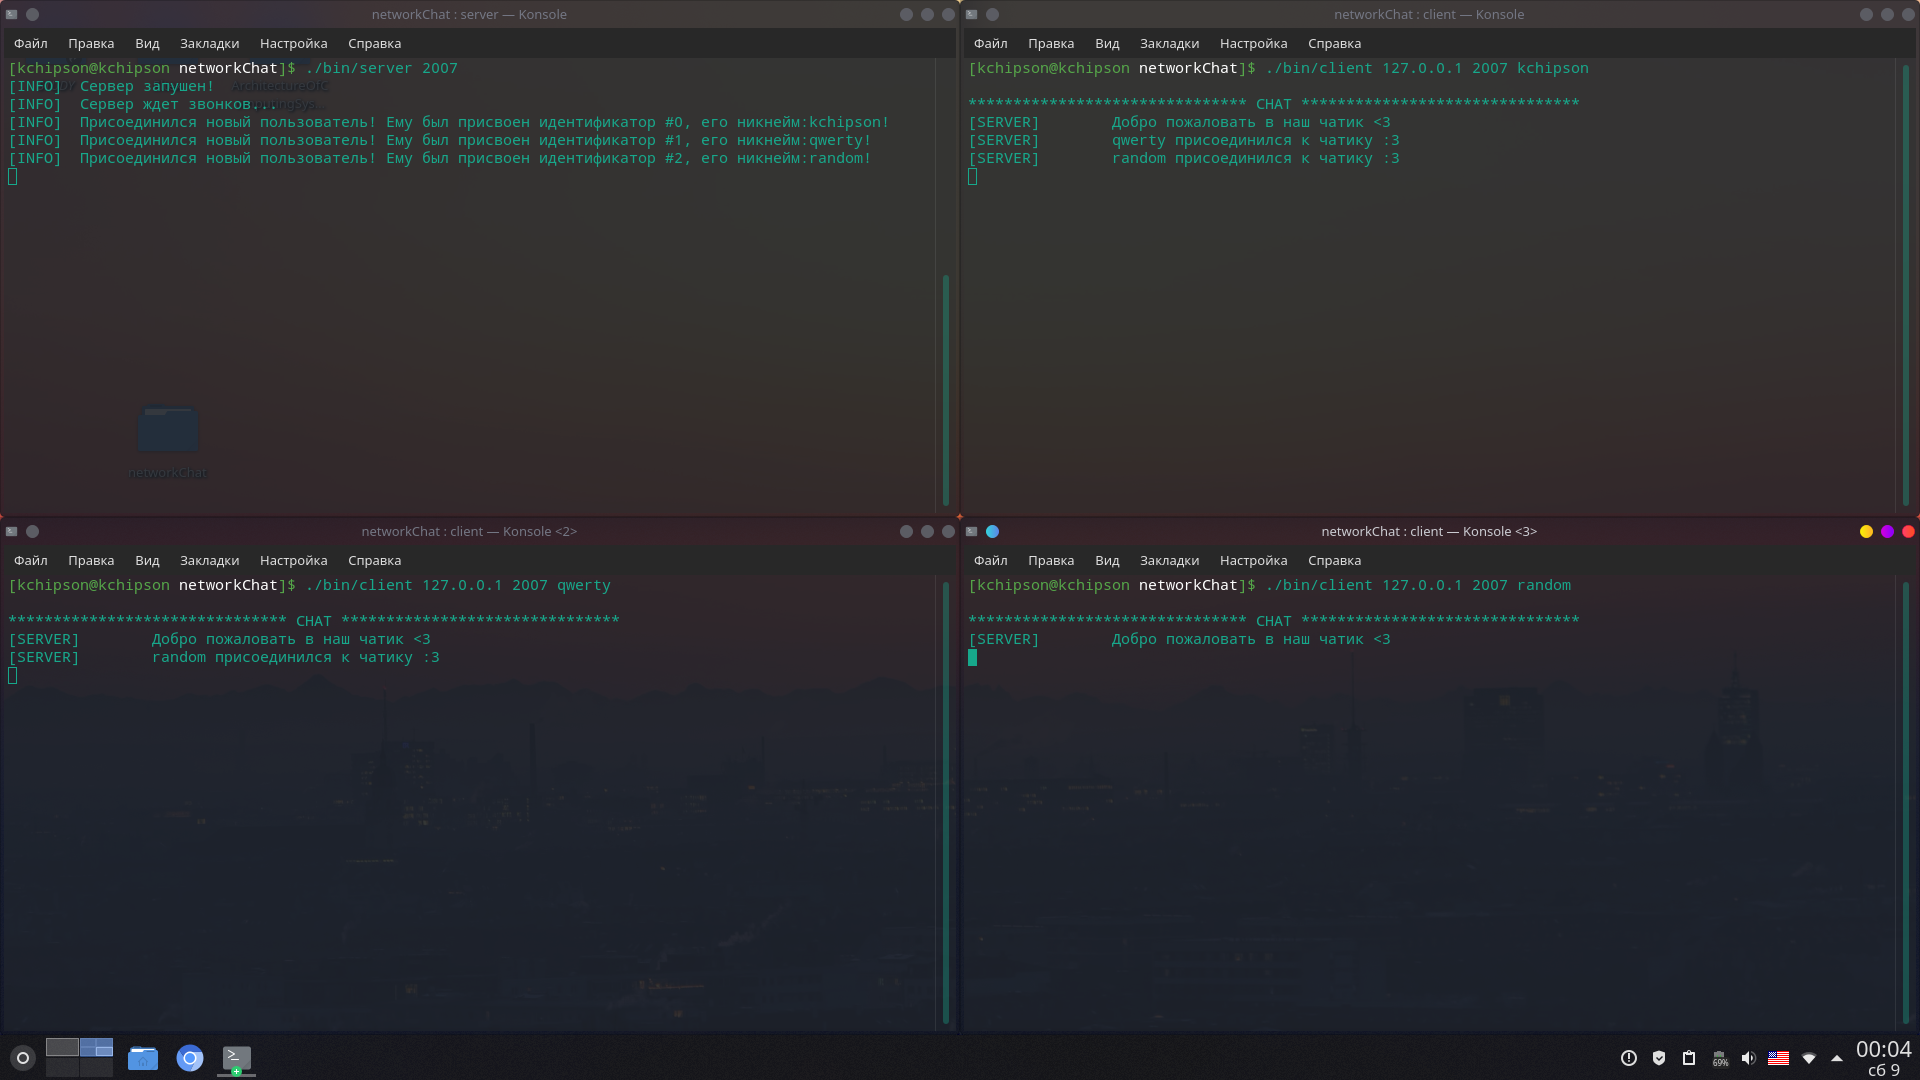 networkChat : server — Konsole
Файл Правка Вид Закладки Настройка Справка
[kchipson@kchipson networkChat]$ ./bin/server 2007
[INFO]  Сервер запушен!
[INFO]  Сервер ждет звонков...
[INFO]  Присоединился новый пользователь! Ему был присвоен идентификатор #0, его никнейм:kchipson!
[INFO]  Присоединился новый пользователь! Ему был присвоен идентификатор #1, его никнейм:qwerty!
[INFO]  Присоединился новый пользователь! Ему был присвоен идентификатор #2, его никнейм:random!
networkChat
networkChat : client — Konsole
Файл Правка Вид Закладки Настройка Справка
[kchipson@kchipson networkChat]$ ./bin/client 127.0.0.1 2007 kchipson
******************************* CHAT *******************************
[SERVER]        Добро пожаловать в наш чатик <3
[SERVER]        qwerty присоединился к чатику :3
[SERVER]        random присоединился к чатику :3
networkChat : client — Konsole <2>
Файл Правка Вид Закладки Настройка Справка
[kchipson@kchipson networkChat]$ ./bin/client 127.0.0.1 2007 qwerty
******************************* CHAT *******************************
[SERVER]        Добро пожаловать в наш чатик <3
[SERVER]        random присоединился к чатику :3
networkChat : client — Konsole <3>
Файл Правка Вид Закладки Настройка Справка
[kchipson@kchipson networkChat]$ ./bin/client 127.0.0.1 2007 random
******************************* CHAT *******************************
[SERVER]        Добро пожаловать в наш чатик <3
69%
00:04
сб 9